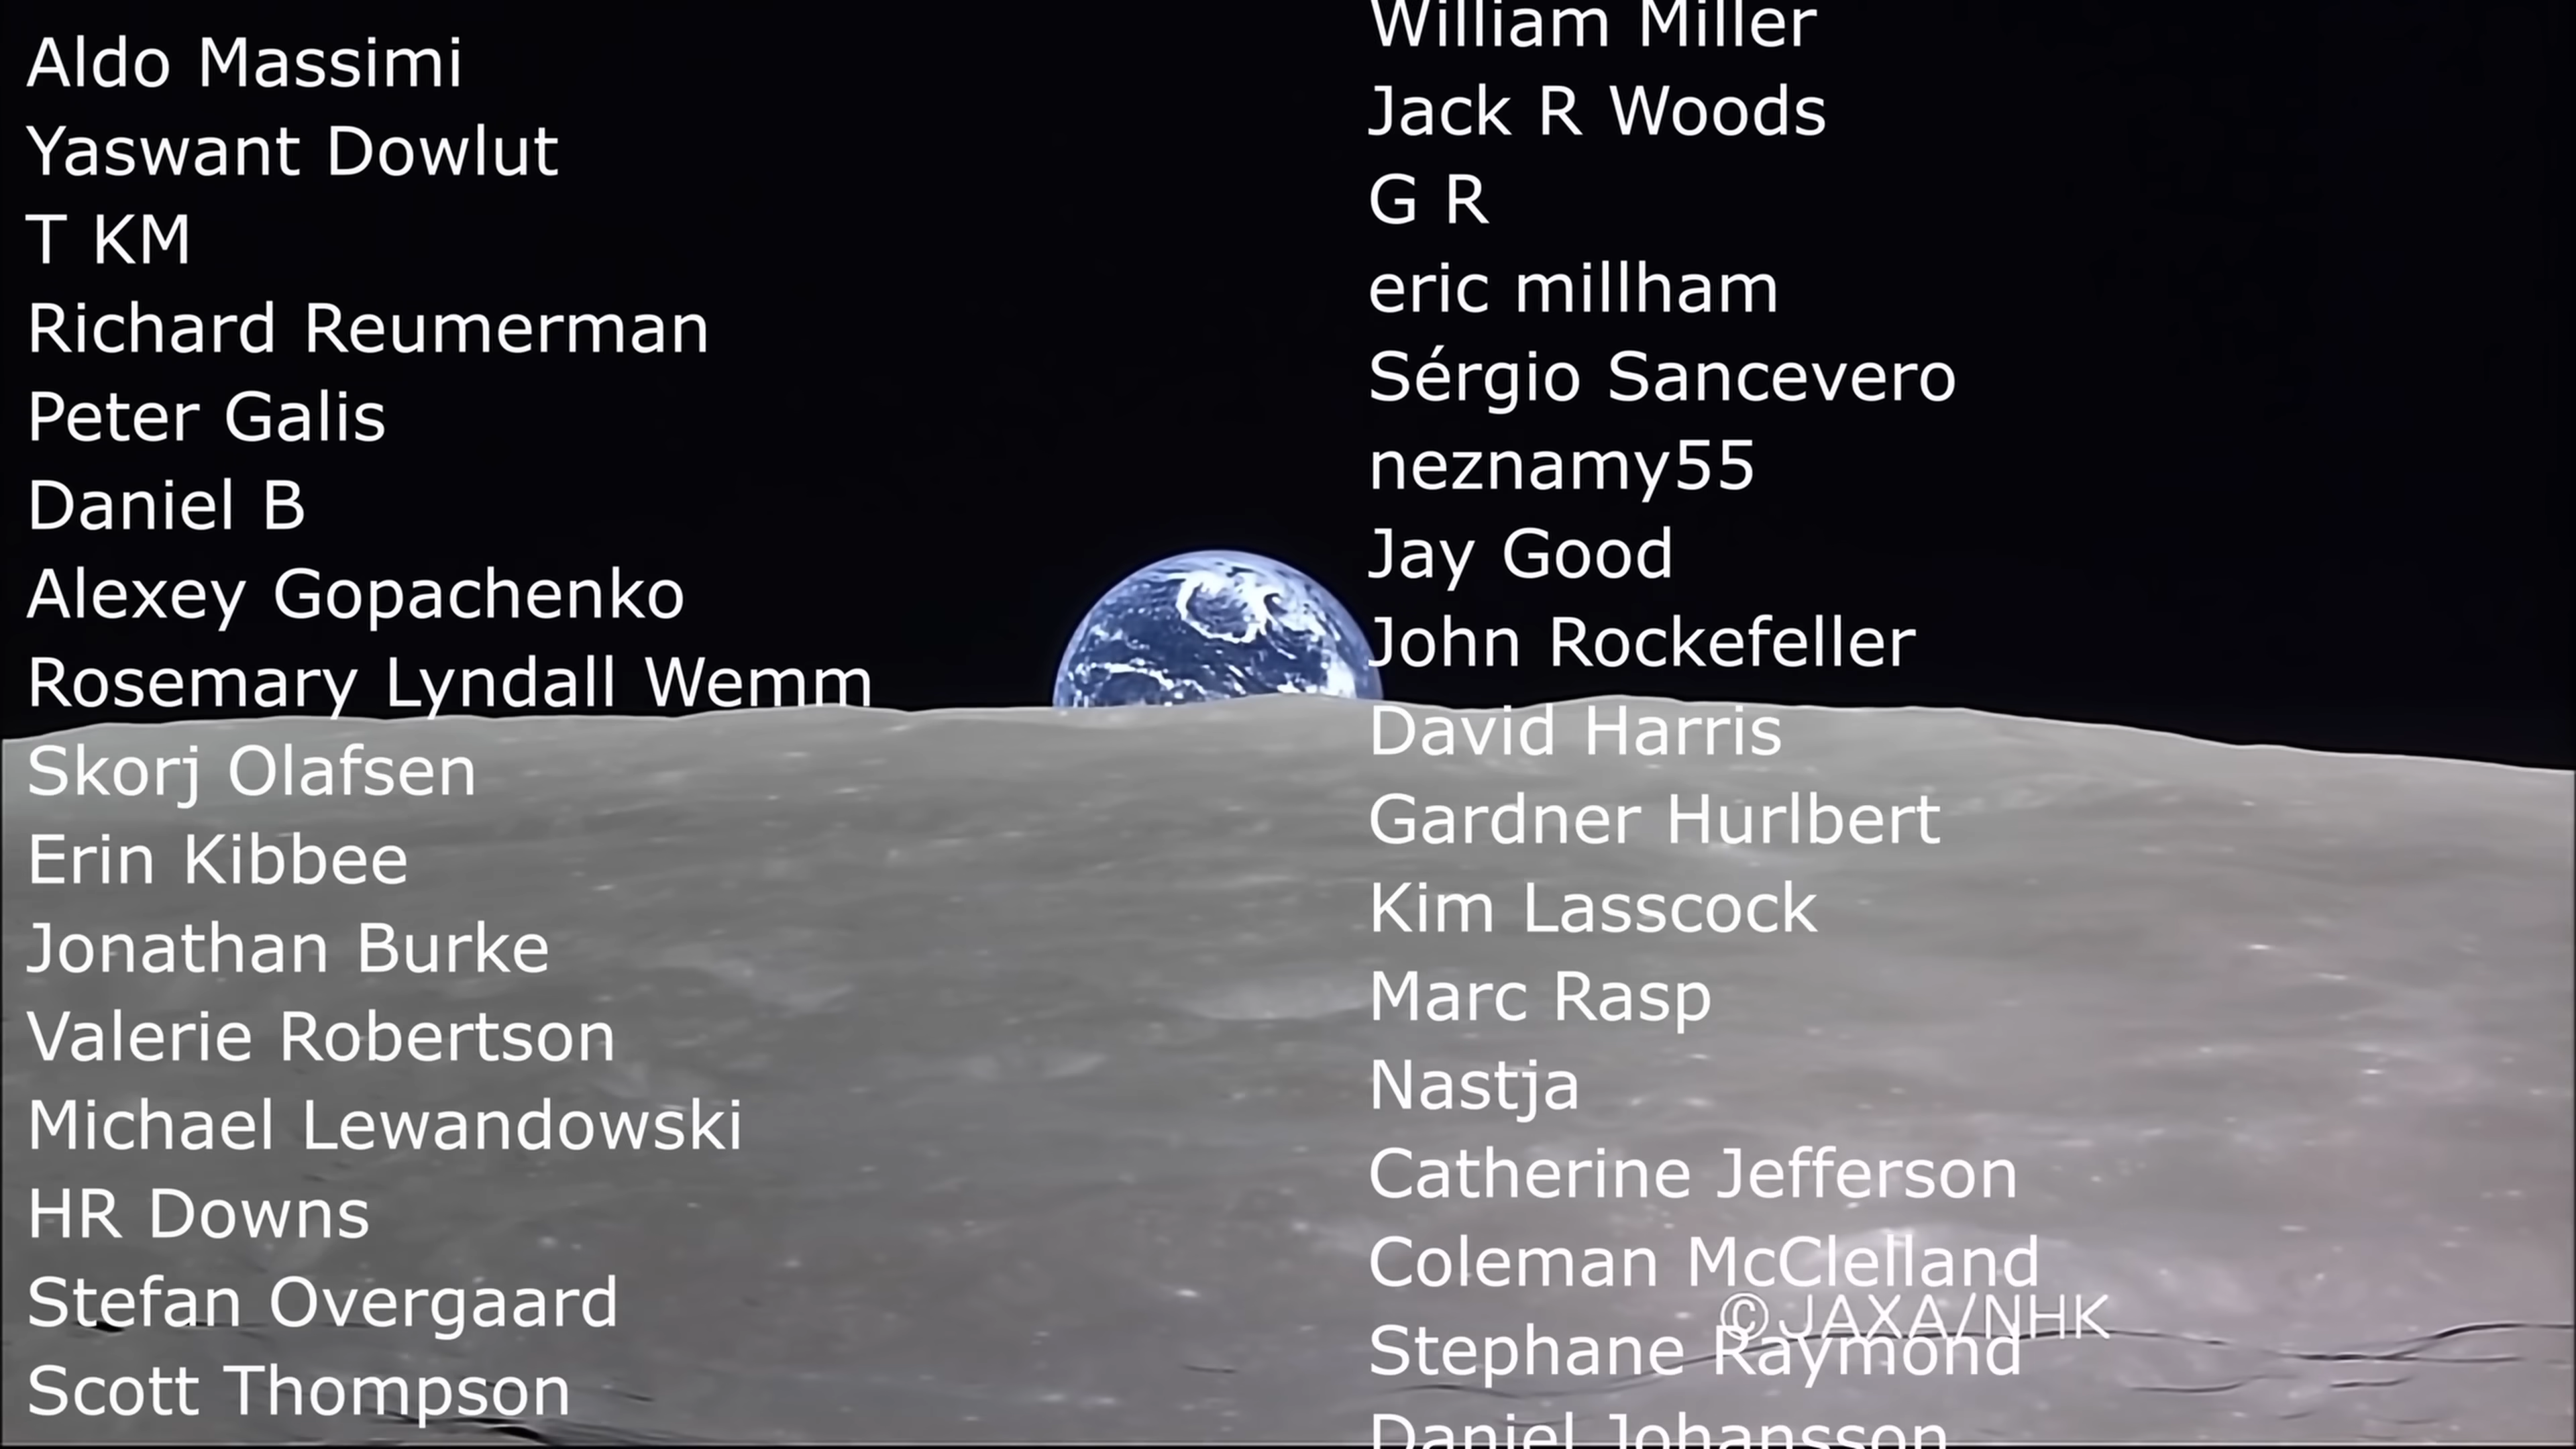 Aldo Massimi
Yaswant Dowlut
T KM
Richard Reumerman
Peter Galis
Daniel B
Alexey Gopachenko
Rosemary Lyndall Wemm
Skorj Olafsen
Erin Kibbee
Jonathan Burke
Valerie Robertson
Michael Lewandowski
HR Downs
Stefan Overgaard
Scott Thompson
William Miller
Jack R Woods
G R
eric millham
Sérgio Sancevero
neznamy55
Jay Good
John Rockefeller
David Harris
Gardner Hurlbert
Kim Lasscock
Marc Rasp
Nastja
Catherine Jefferson
Coleman McClelland
©JAXA/NHK
Stephane Raymond
Daniel Johansson